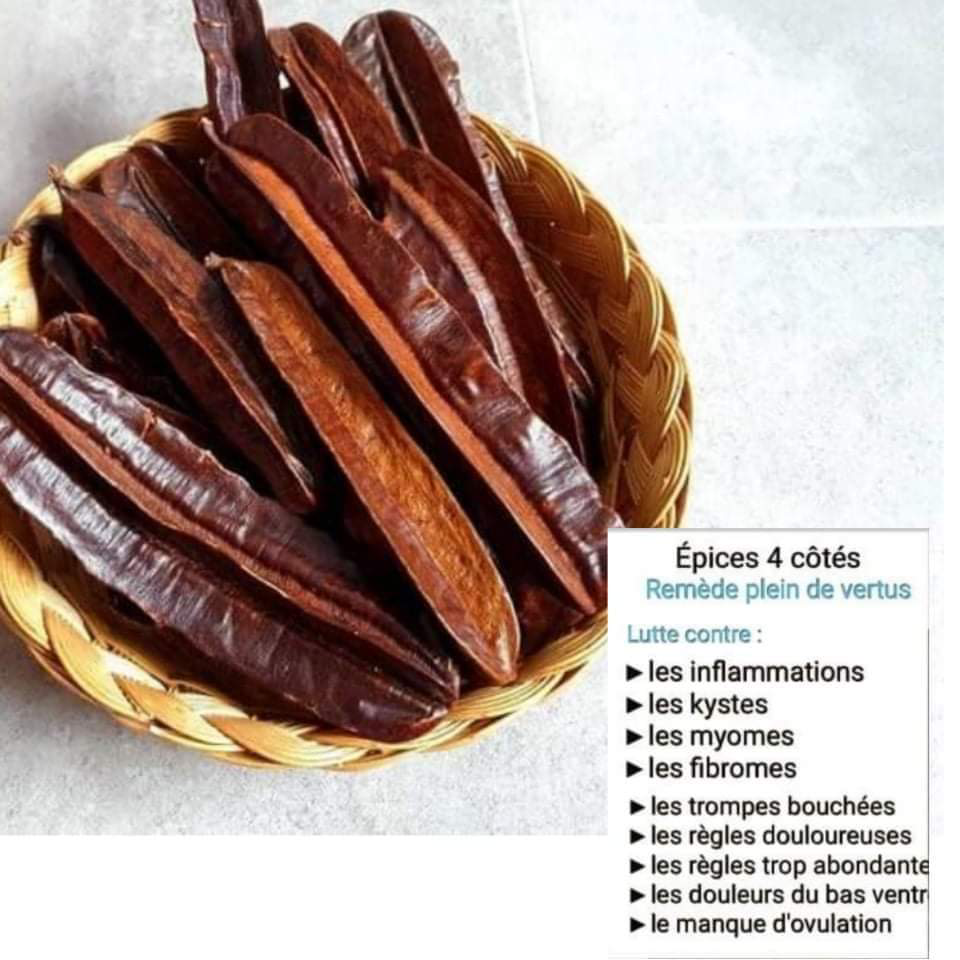 Épices 4 côtés
Remède plein de vertus
Lutte contre :
►les inflammations
►les kystes
►les myomes
►les fibromes
►les trompes bouchées
►les règles douloureuses
►les règles trop abondante
►les douleurs du bas ventr
►le manque d'ovulation